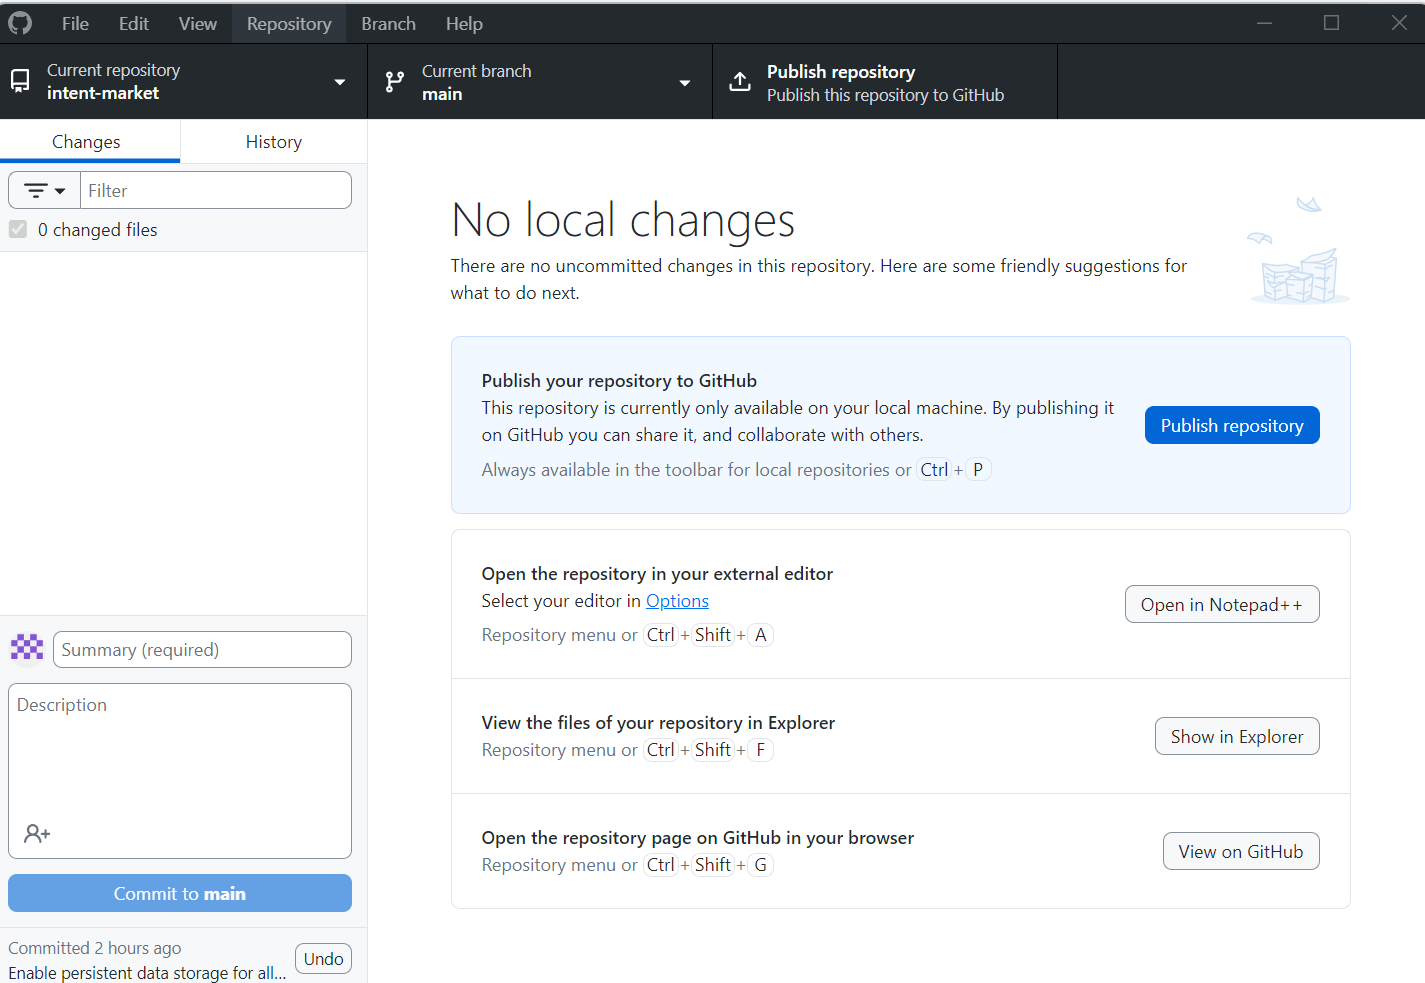 File Edit View Repository Branch Help
Current repository
intent-market
Current branch
main
Publish repository
Publish this repository to GitHub
Changes
History
Filter
0 changed files
No local changes
There are no uncommitted changes in this repository. Here are some friendly suggestions for
what to do next.
Publish your repository to GitHub
This repository is currently only available on your local machine. By publishing it
on GitHub you can share it, and collaborate with others.
Always available in the toolbar for local repositories or Ctrl + P
Publish repository
Open the repository in your external editor
Select your editor in Options
Repository menu or Ctrl + Shift + A
Open in Notepad++
View the files of your repository in Explorer
Repository menu or Ctrl + Shift + F
Show in Explorer
Open the repository page on GitHub in your browser
Repository menu or Ctrl + Shift + G
View on GitHub
Summary (required)
Description
Commit to main
Committed 2 hours ago
Enable persistent data storage for all...
Undo